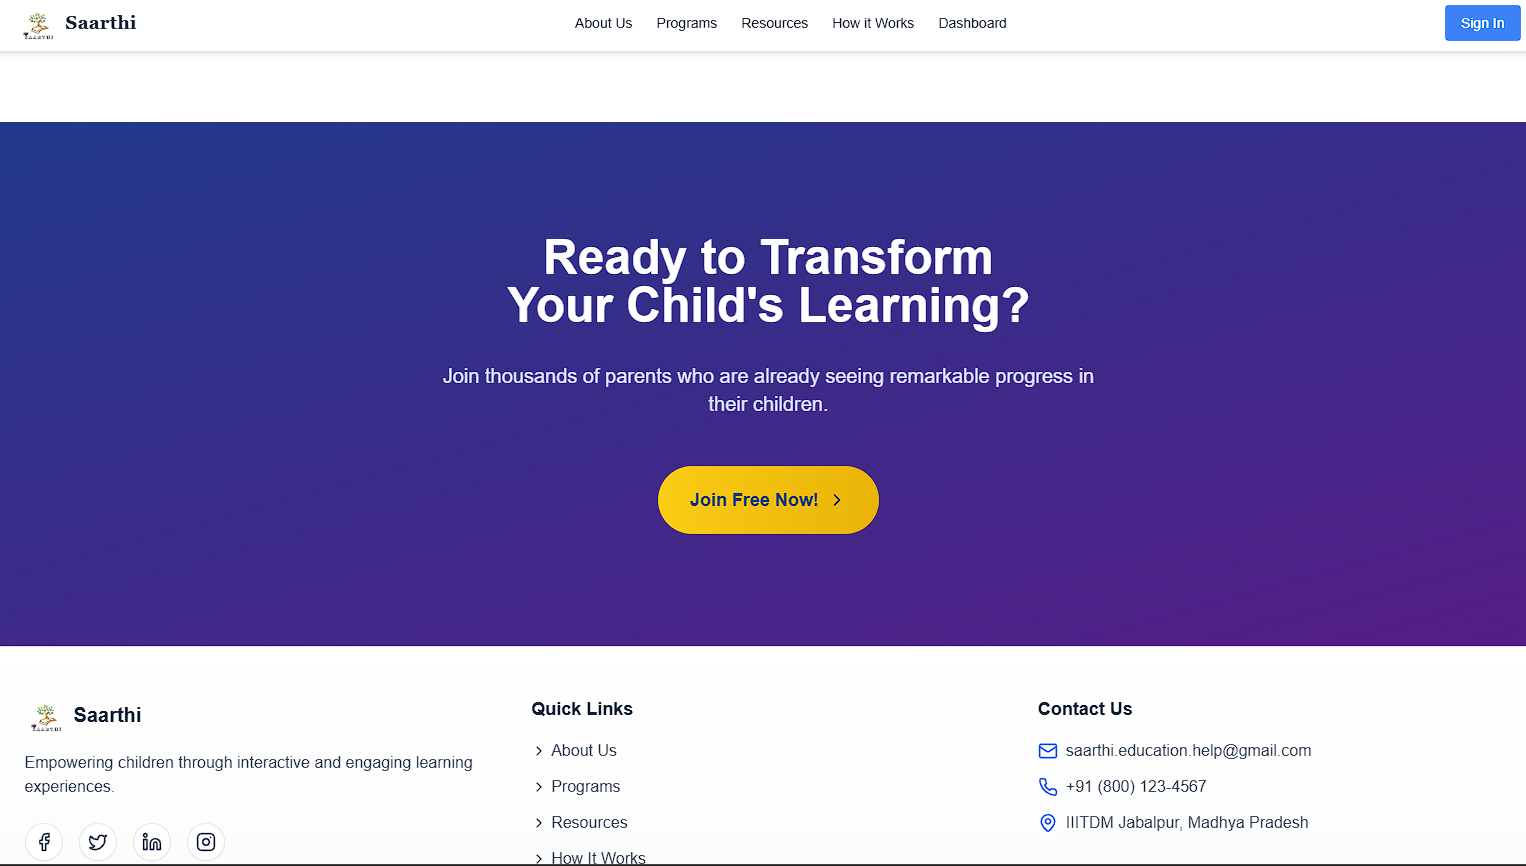 SAARTHI
Saarthi
About Us
Programs
Resources
How it Works
Dashboard
Sign In
Ready to Transform
Your Child's Learning?
Join thousands of parents who are already seeing remarkable progress in
their children.
Join Free Now!
SAARTHI
Saarthi
Empowering children through interactive and engaging learning
experiences.
Quick Links
About Us
Programs
Resources
How It Works
Contact Us
saarthi.education.help@gmail.com
+91 (800) 123-4567
IIITDM Jabalpur, Madhya Pradesh